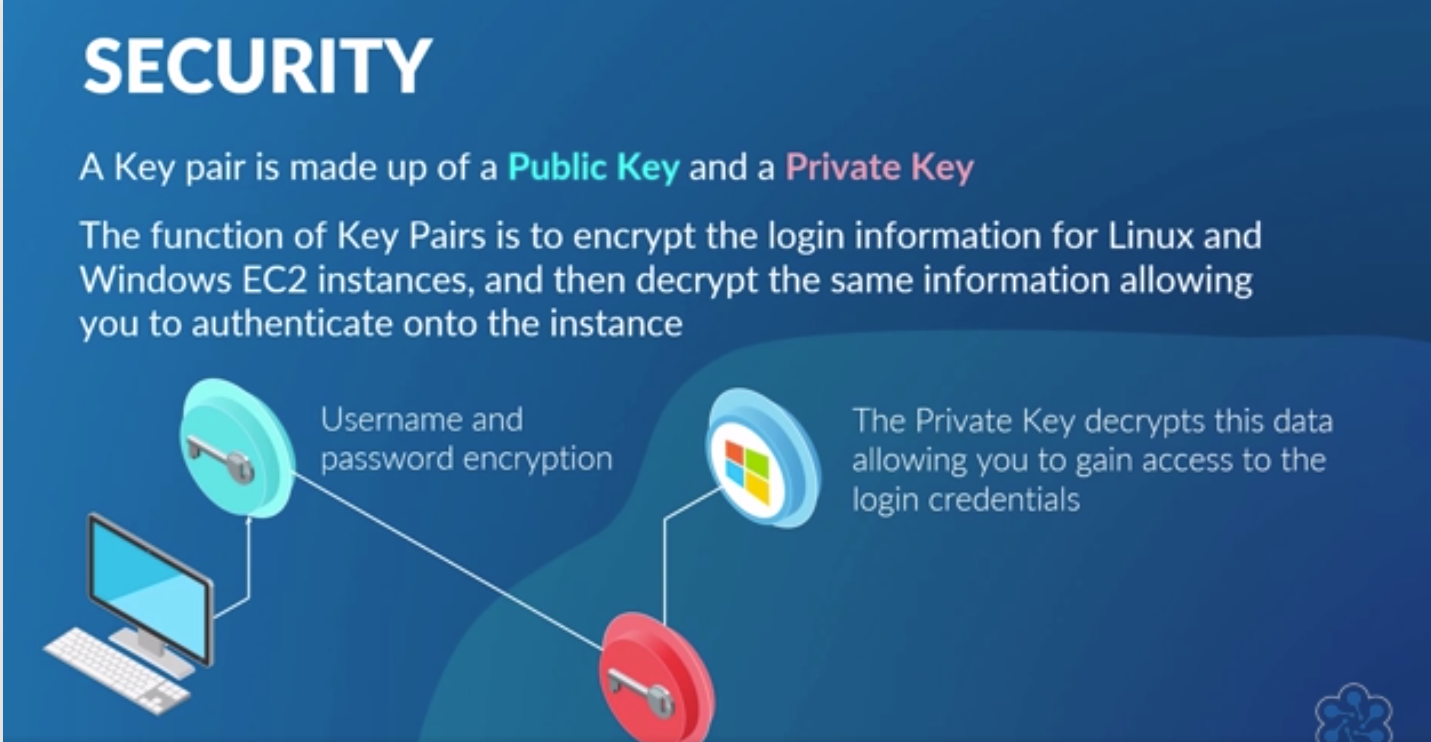 SECURITY
A Key pair is made up of a Public Key and a Private Key
The function of Key Pairs is to encrypt the login information for Linux and
Windows EC2 instances, and then decrypt the same information allowing
you to authenticate onto the instance
Username and
password encryption
The Private Key decrypts this data
allowing you to gain access to the
login credentials